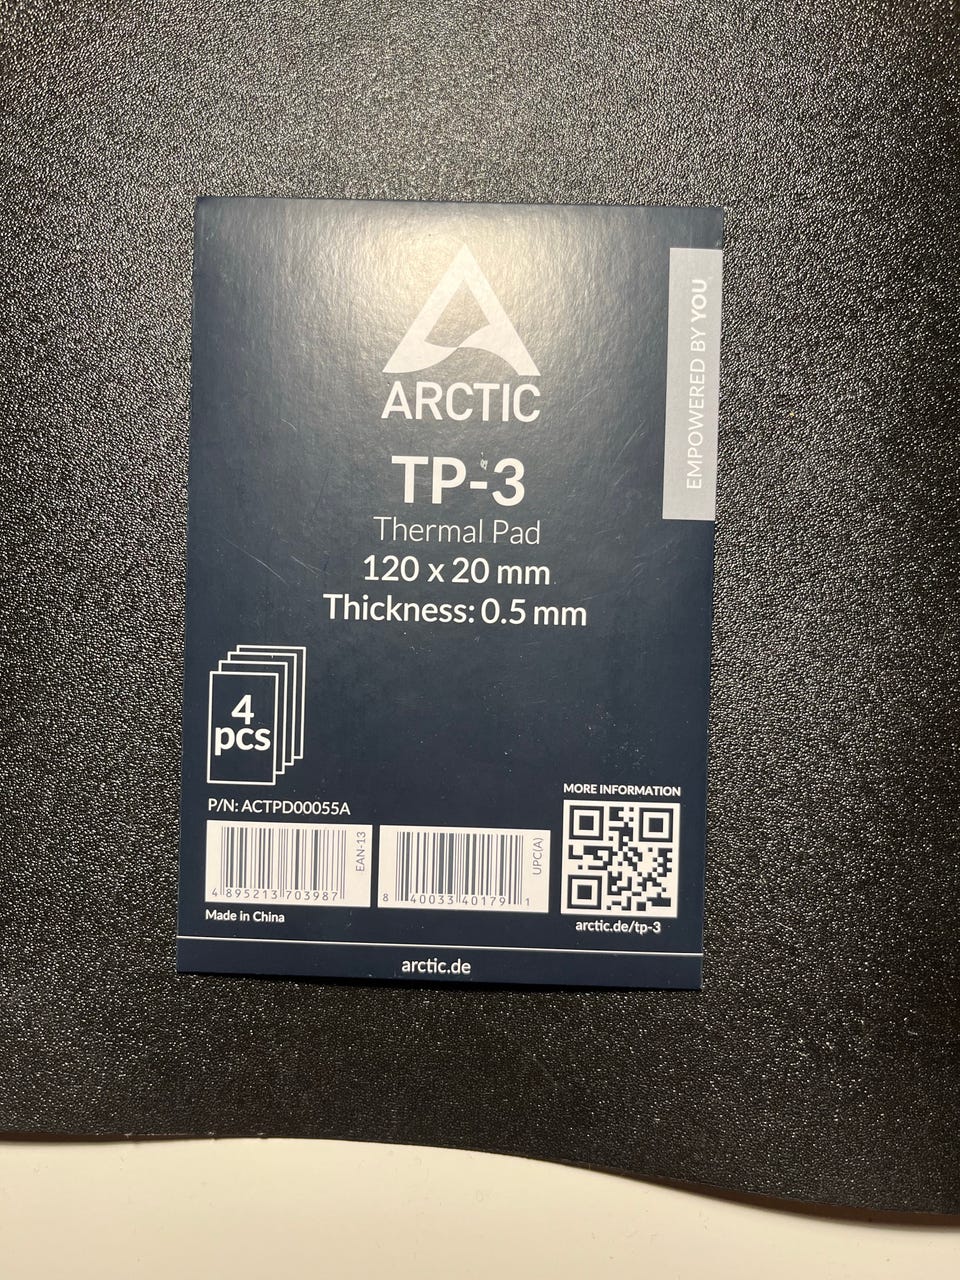 ARCTIC
EMPOWERED BY YOU
TP-3
Thermal Pad
120 x 20 mm
Thickness: 0.5 mm
4
pcs
P/N: ACTPD00055A
4 895213 703987
EAN-13
8 40033 40179 1
UPC(A)
Made in China
MORE INFORMATION
arctic.de/tp-3
arctic.de